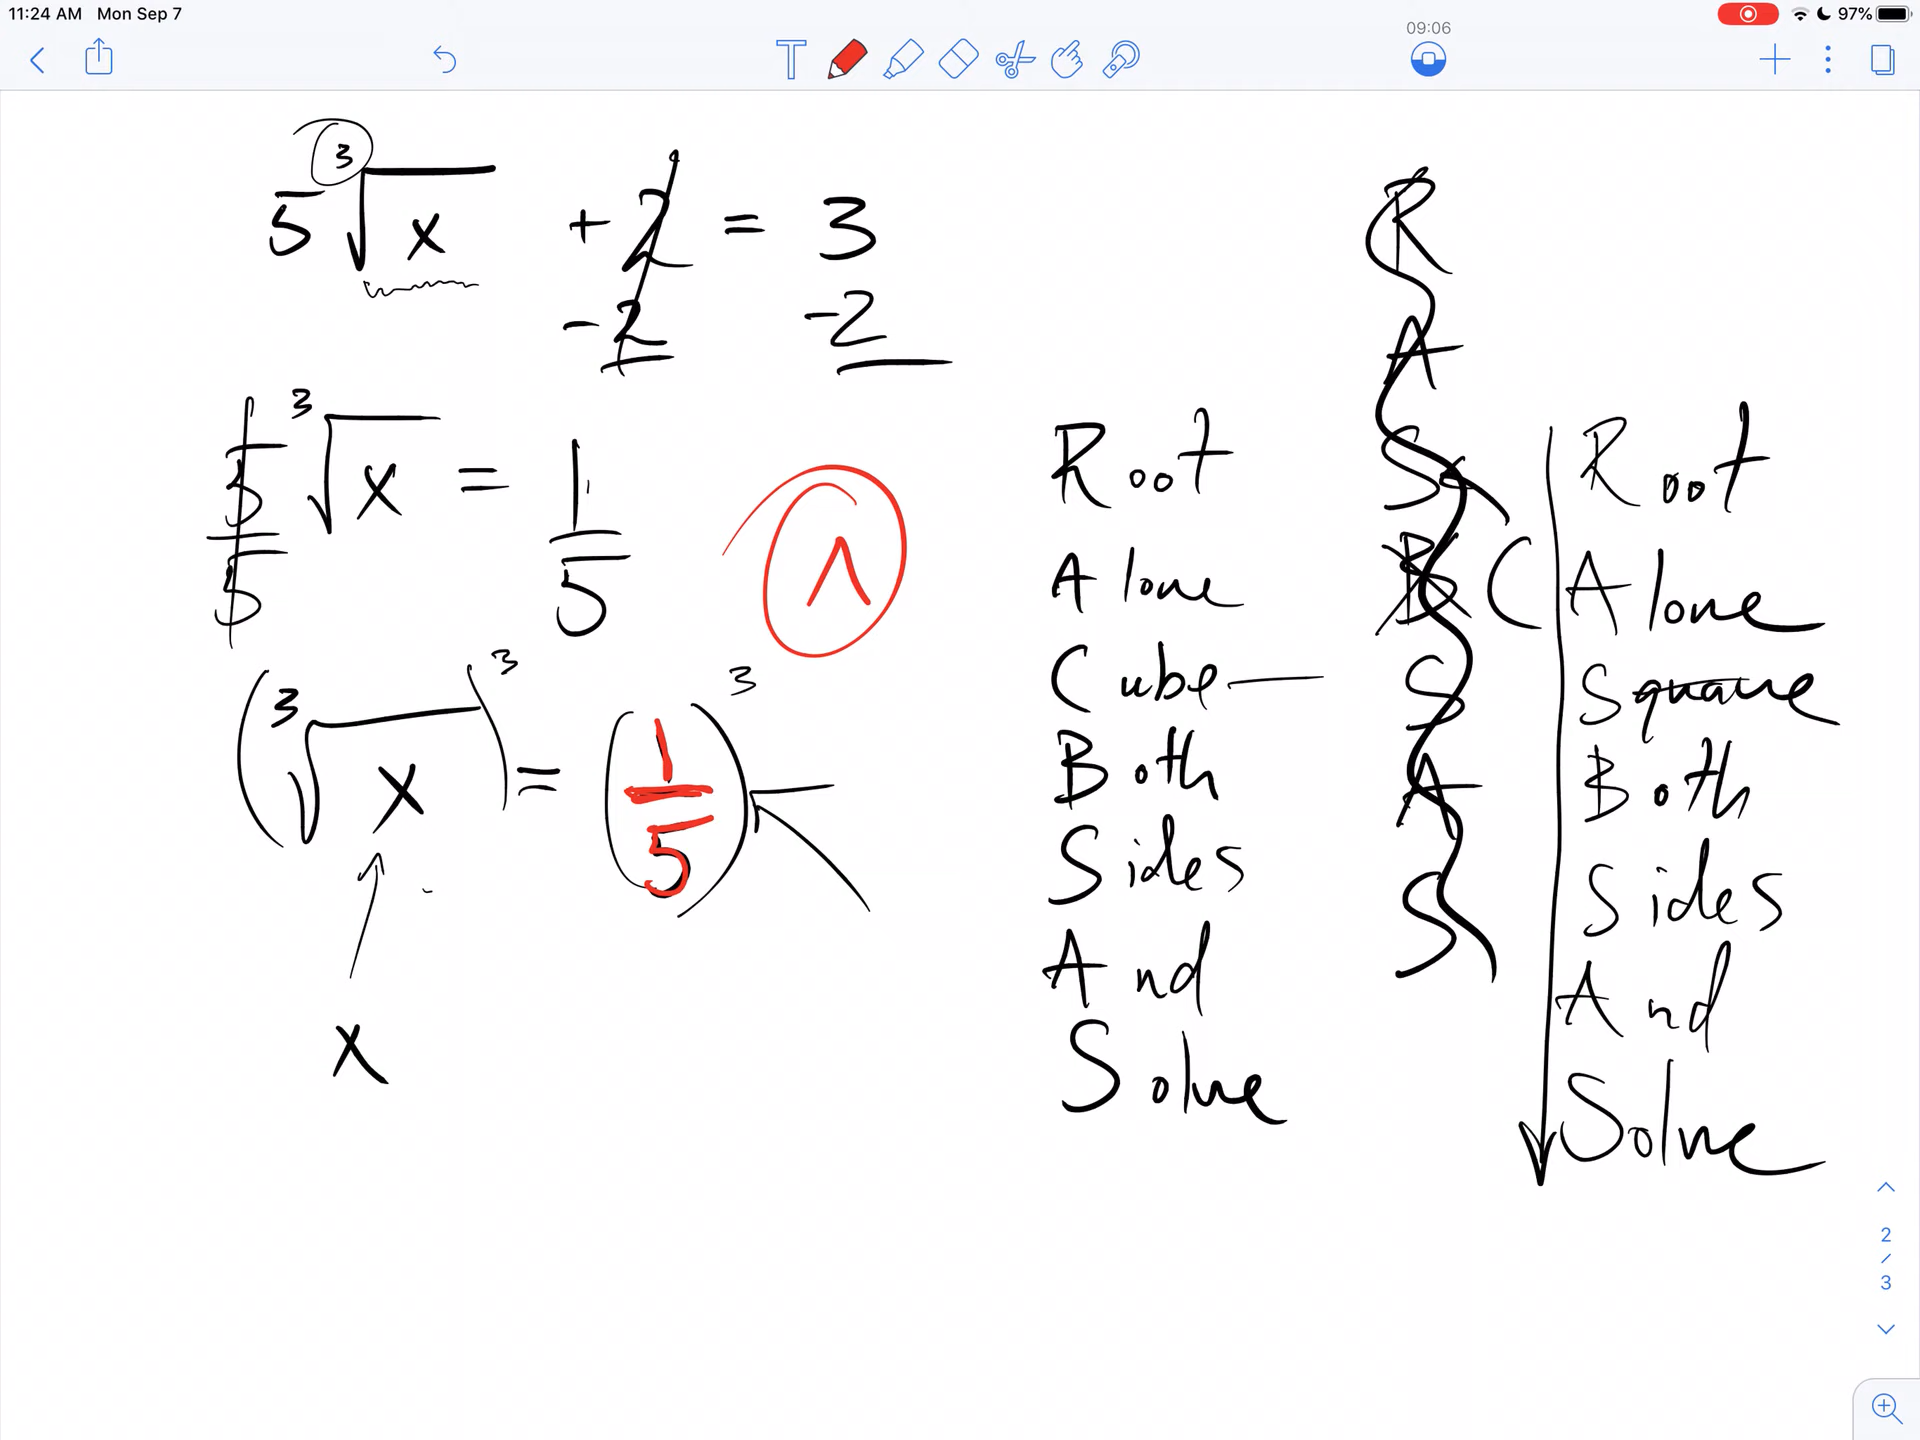 11:24 AM Mon Sep 7
97%
09:06
T
5 ∛x + 2 = 3
- 2 -2
5 ∛x = 1
5 5
^
(∛x)³ = (1/5)³
x
Root
Alone
Cube
Both
Sides
And
Solve
R
A
S
B C
S
A
S
Root
Alone
Square
Both
Sides
And
Solve
2
/
3